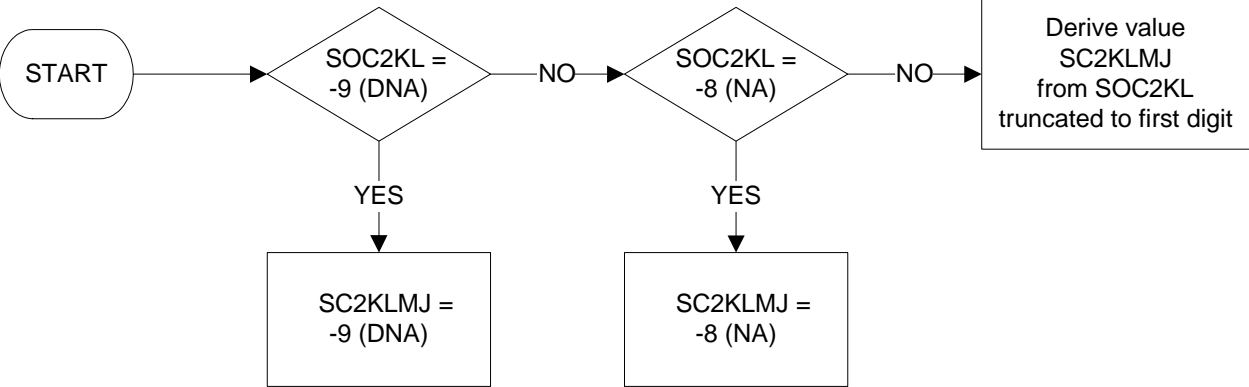 START
SOC2KL =
-9 (DNA)
NO
SOC2KL =
-8 (NA)
NO
Derive value
SC2KLMJ
from SOC2KL
truncated to first digit
YES
YES
SC2KLMJ =
-9 (DNA)
SC2KLMJ =
-8 (NA)